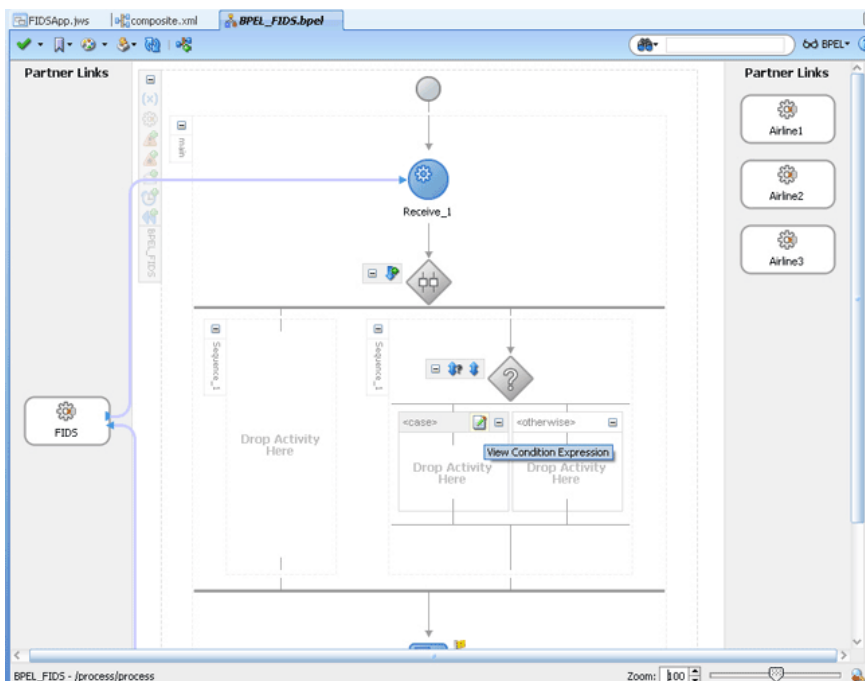 FIDSApp.jws
composite.xml
BPEL_FIDS.bpel
BPEL
Partner Links
Partner Links
main
Airline1
Airline2
Airline3
Receive_1
BPEL_FIDS
Sequence_1
Sequence_1
FIDS
<case>
<otherwise>
View Condition Expression
Drop Activity
Here
Drop Activity
Here
Drop Activity
Here
BPEL_FIDS - /process/process
Zoom: 100